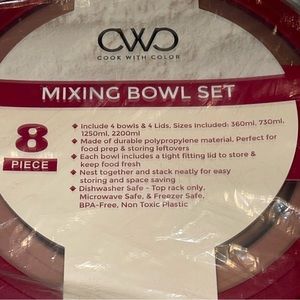 CWC
COOK WITH COLOR
MIXING BOWL SET
8
PIECE
◆ Include 4 bowls & 4 Lids, Sizes Included: 360ml, 730ml,
1250ml, 2200ml
◆ Made of durable polypropylene material, Perfect for
food prep & storing leftovers
◆ Each bowl includes a tight fitting lid to store &
keep food fresh
◆ Nest together and stack neatly for easy
storing and space saving
◆ Dishwasher Safe - Top rack only,
Microwave Safe, & Freezer Safe,
BPA-Free, Non Toxic Plastic